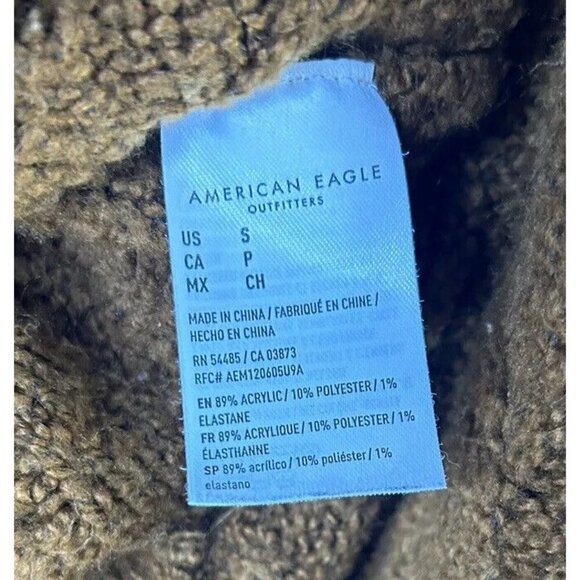 AMERICAN EAGLE
OUTFITTERS
US S
CA P
MX CH
MADE IN CHINA / FABRIQUÉ EN CHINE /
HECHO EN CHINA
RN 54485 / CA 03873
RFC# AEM120605U9A
EN 89% ACRYLIC / 10% POLYESTER / 1%
ELASTANE
FR 89% ACRYLIQUE / 10% POLYESTER / 1%
ÉLASTHANNE
SP 89% acrílico / 10% poliéster / 1%
elastano